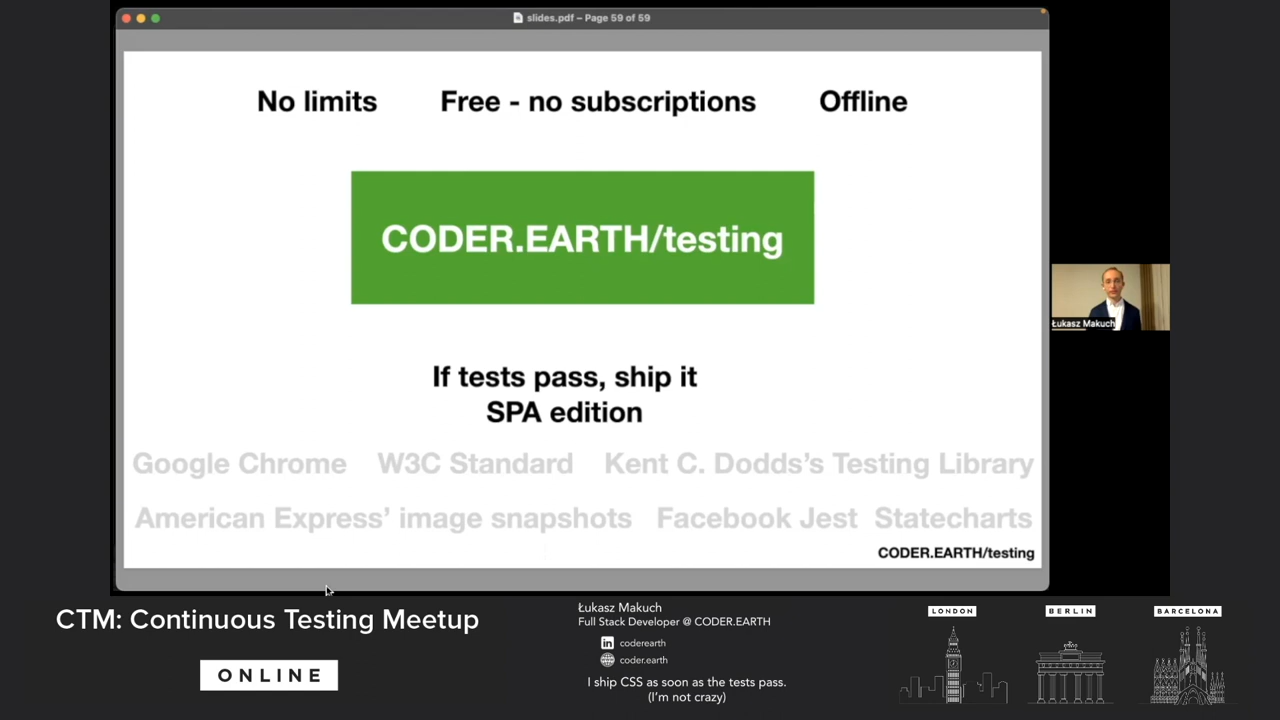 slides.pdf – Page 59 of 59
No limits Free - no subscriptions Offline
CODER.EARTH/testing
If tests pass, ship it
SPA edition
Google Chrome W3C Standard Kent C. Dodds’s Testing Library
American Express’ image snapshots Facebook Jest Statecharts
CODER.EARTH/testing
Łukasz Makuch
CTM: Continuous Testing Meetup
ONLINE
Łukasz Makuch
Full Stack Developer @ CODER.EARTH
in coderearth
coder.earth
I ship CSS as soon as the tests pass.
(I’m not crazy)
LONDON BERLIN BARCELONA